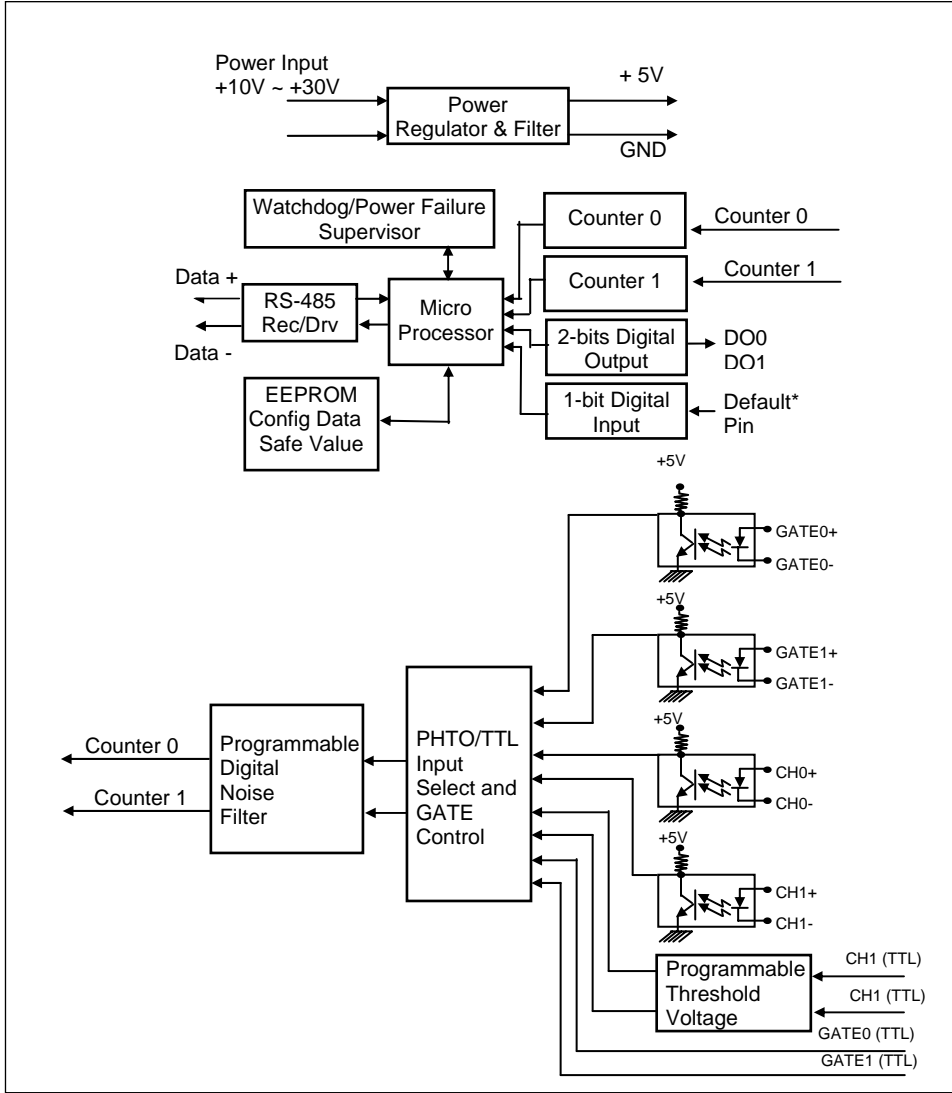 Power Input
+10V ~ +30V
+ 5V
Power
Regulator & Filter
GND
Watchdog/Power Failure
Supervisor
Counter 0
Counter 0
Counter 1
Counter 1
Data +
RS-485
Rec/Drv
Data -
Micro
Processor
2-bits Digital
Output
DO0
DO1
EEPROM
Config Data
Safe Value
1-bit Digital
Input
Default*
Pin
+5V
GATE0+
GATE0-
+5V
GATE1+
GATE1-
+5V
CH0+
CH0-
+5V
CH1+
CH1-
Counter 0
Counter 1
Programmable
Digital
Noise
Filter
PHTO/TTL
Input
Select and
GATE
Control
Programmable
Threshold
Voltage
CH1 (TTL)
CH1 (TTL)
GATE0 (TTL)
GATE1 (TTL)